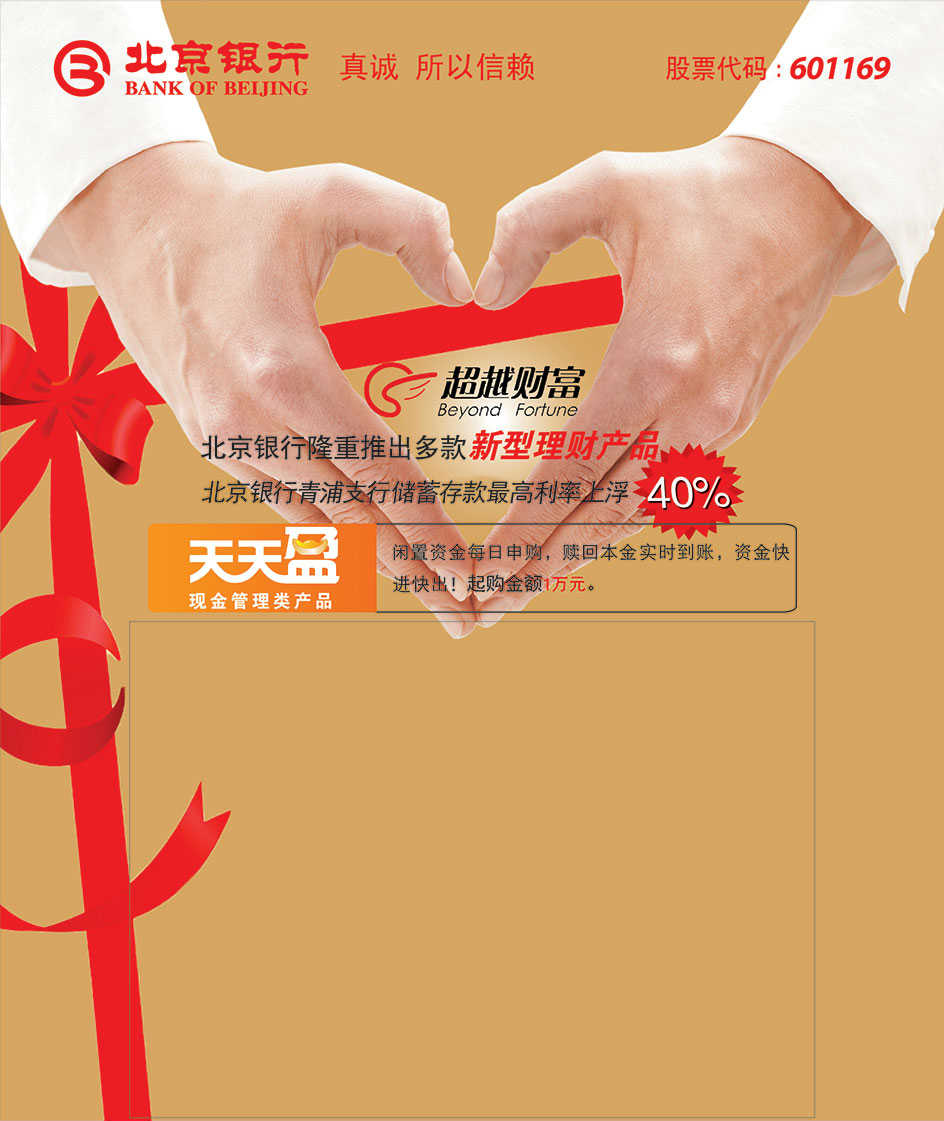 北京银行 真诚 所以信赖 股票代码：601169
BANK OF BEIJING
超越财富
Beyond Fortune
北京银行隆重推出多款新型理财产品
北京银行青浦支行储蓄存款最高利率上浮 40%
天天盈
现金管理类产品
闲置资金每日申购，赎回本金实时到账，资金快
进快出！起购金额1万元。